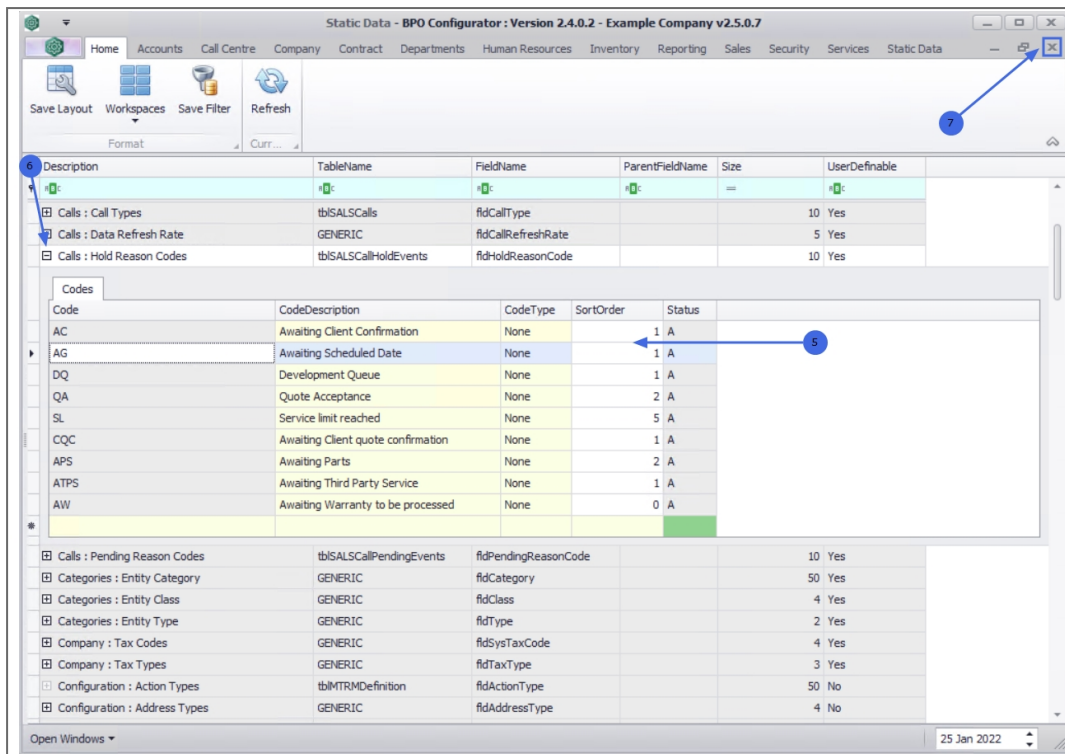 Static Data - BPO Configurator : Version 2.4.0.2 - Example Company v2.5.0.7
Home Accounts Call Centre Company Contract Departments Human Resources Inventory Reporting Sales Security Services Static Data
Save Layout Workspaces Save Filter Refresh
7
Format Curr...
6 Description TableName FieldName ParentFieldName Size UserDefinable
=
Calls : Call Types tblSALSCalls fldCallType 10 Yes
Calls : Data Refresh Rate GENERIC fldCallRefreshRate 5 Yes
Calls : Hold Reason Codes tblSALSCallHoldEvents fldHoldReasonCode 10 Yes
Codes
Code CodeDescription CodeType SortOrder Status
AC Awaiting Client Confirmation None 1 A
5
AG Awaiting Scheduled Date None 1 A
DQ Development Queue None 1 A
QA Quote Acceptance None 2 A
SL Service limit reached None 5 A
CQC Awaiting Client quote confirmation None 1 A
APS Awaiting Parts None 2 A
ATPS Awaiting Third Party Service None 1 A
AW Awaiting Warranty to be processed None 0 A
Calls : Pending Reason Codes tblSALSCallPendingEvents fldPendingReasonCode 10 Yes
Categories : Entity Category GENERIC fldCategory 50 Yes
Categories : Entity Class GENERIC fldClass 4 Yes
Categories : Entity Type GENERIC fldType 2 Yes
Company : Tax Codes GENERIC fldSysTaxCode 4 Yes
Company : Tax Types GENERIC fldTaxType 3 Yes
Configuration : Action Types tblMTRMDefinition fldActionType 50 No
Configuration : Address Types GENERIC fldAddressType 4 No
Open Windows 25 Jan 2022